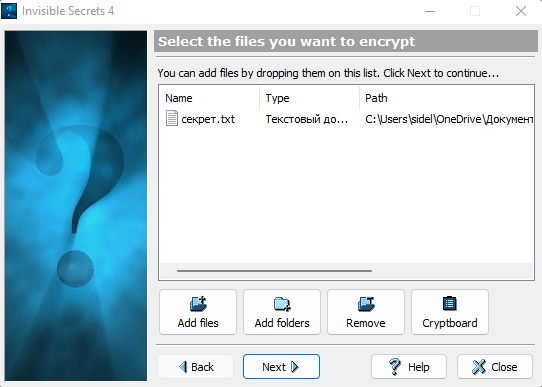 Invisible Secrets 4
Select the files you want to encrypt
You can add files by dropping them on this list. Click Next to continue...
Name Type Path
секрет.txt Текстовый до... C:\Users\sidel\OneDrive\Документ
Add files Add folders Remove Cryptboard
Back Next Help Close